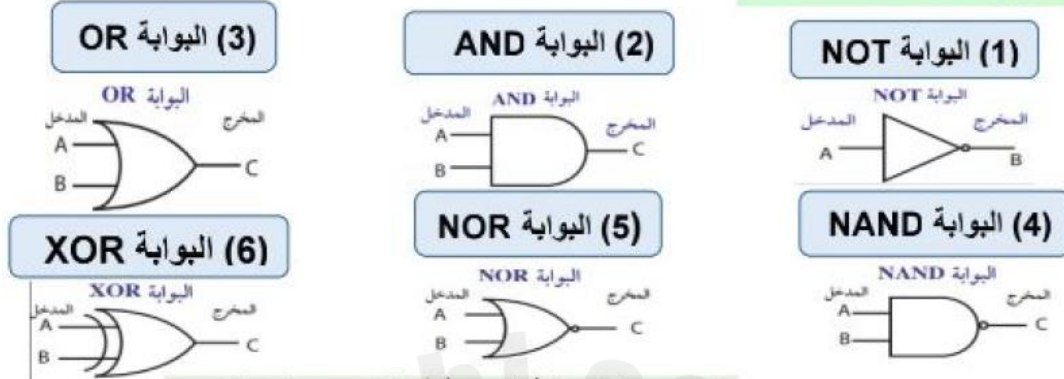 (1) البوابة NOT
البوابة NOT
المدخل
المخرج
A
B
(2) البوابة AND
البوابة AND
المدخل
المخرج
A
B
C
(3) البوابة OR
البوابة OR
المدخل
المخرج
A
B
C
(4) البوابة NAND
البوابة NAND
المدخل
المخرج
A
B
C
(5) البوابة NOR
البوابة NOR
المدخل
المخرج
A
B
C
(6) البوابة XOR
البوابة XOR
المدخل
المخرج
A
B
C